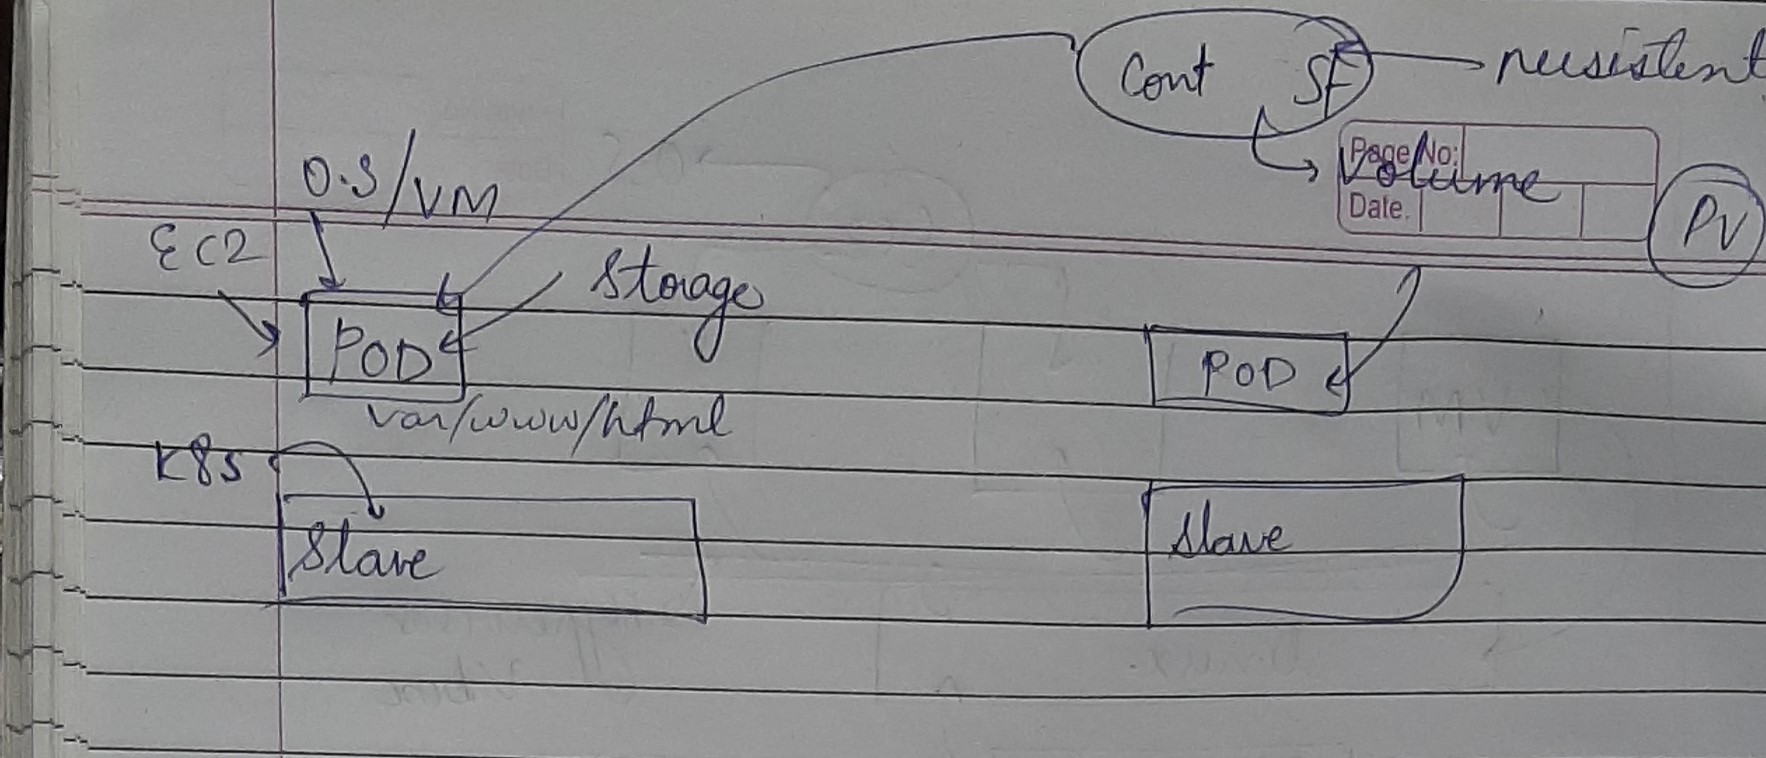 Cont SF → persistent
Page No:
Volume
Date.
PV
O.S/VM
EC2
Storage
POD
POD
var/www/html
K8S
Slave
Slave